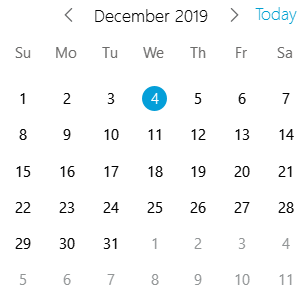 December 2019 Today
Su Mo Tu We Th Fr Sa
1 2 3 4 5 6 7
8 9 10 11 12 13 14
15 16 17 18 19 20 21
22 23 24 25 26 27 28
29 30 31 1 2 3 4
5 6 7 8 9 10 11